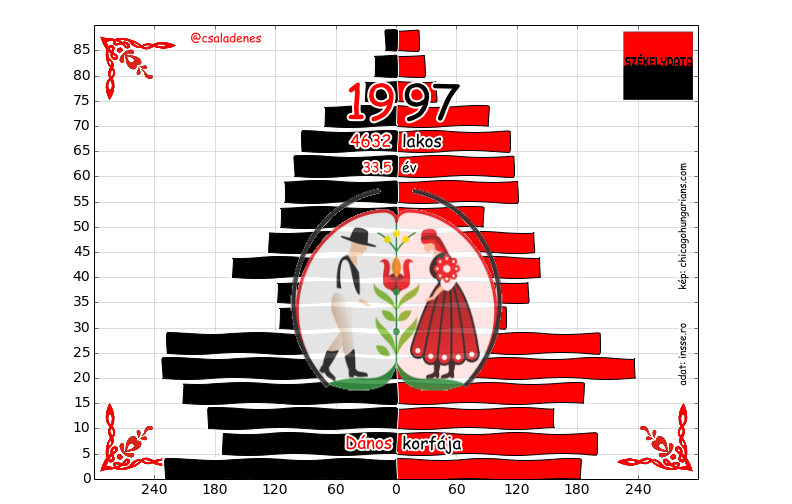 @csaladenes
SZÉKELYDATA
1997
4632 lakos
33.5 év
kép: chicagohungarians.com
adat: insse.ro
Dános korfája
85
80
75
70
65
60
55
50
45
40
35
30
25
20
15
10
5
0
240 180 120 60 0 60 120 180 240